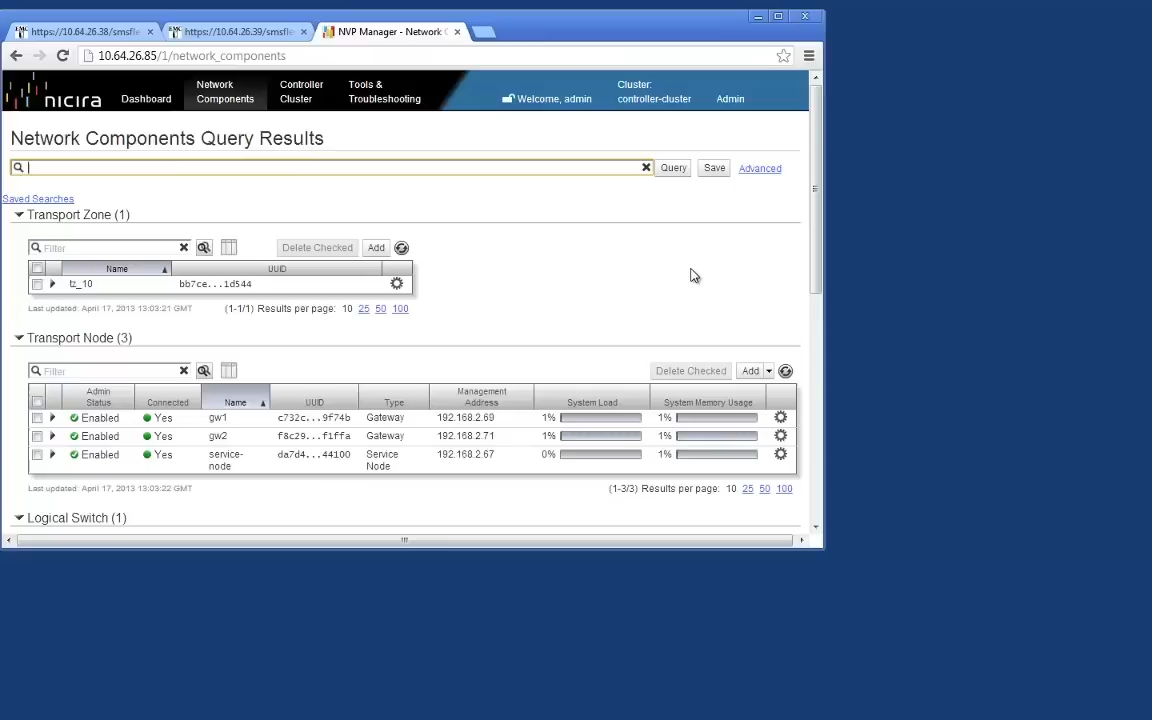 https://10.64.26.38/smsfle
https://10.64.26.39/smsfle
NVP Manager - Network C
10.64.26.85/1/network_components
nicira
Dashboard
Network Components
Controller Cluster
Tools & Troubleshooting
Welcome, admin
Cluster: controller-cluster
Admin
Network Components Query Results
Query Save Advanced
Saved Searches
Transport Zone (1)
Filter Delete Checked Add
Name UUID
tz_10 bb7ce...1d544
Last updated: April 17, 2013 13:03:21 GMT (1-1/1) Results per page: 10 25 50 100
Transport Node (3)
Filter Delete Checked Add
Admin Status Connected Name UUID Type Management Address System Load System Memory Usage
Enabled Yes gw1 c732c...9f74b Gateway 192.168.2.69 1% 1%
Enabled Yes gw2 f8c29...f1ffa Gateway 192.168.2.71 1% 1%
Enabled Yes service-node da7d4...44100 Service Node 192.168.2.67 0% 1%
Last updated: April 17, 2013 13:03:22 GMT (1-3/3) Results per page: 10 25 50 100
Logical Switch (1)